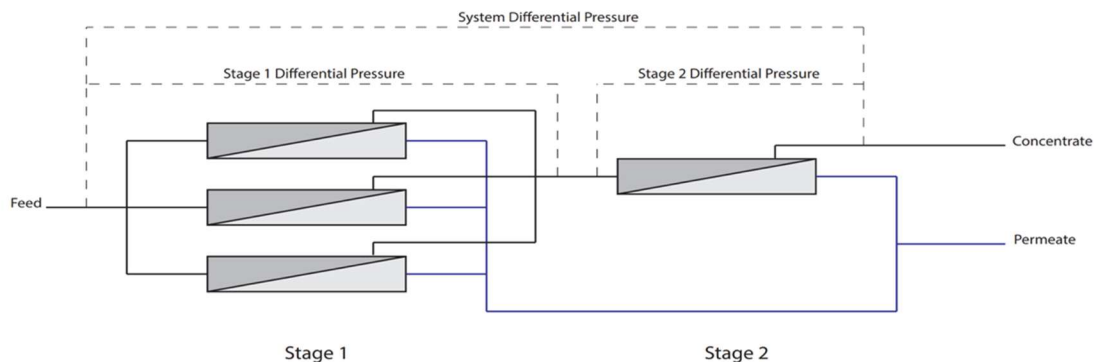 System Differential Pressure
Stage 1 Differential Pressure
Stage 2 Differential Pressure
Concentrate
Feed
Permeate
Stage 1
Stage 2